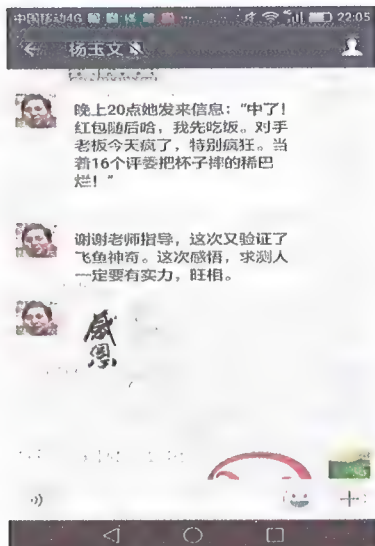 中国移动4G 22:05
杨玉文
晚上20点她发来信息：“中了！
红包随后哈，我先吃饭。对手
老板今天疯了，特别疯狂。当
着16个评委把杯子摔的稀巴
烂！”
谢谢老师指导，这次又验证了
飞鱼神奇。这次感悟，求测人
一定要有实力，旺相。
感恩